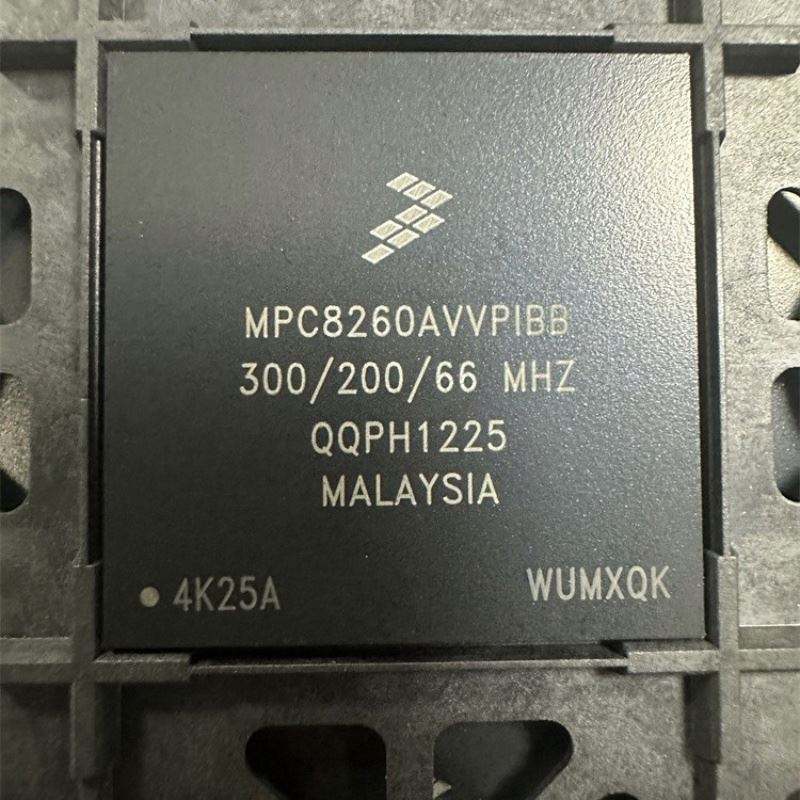 MPC8260AVVPIBB
300/200/66 MHZ
QQPH1225
MALAYSIA
4K25A
WUMXQK